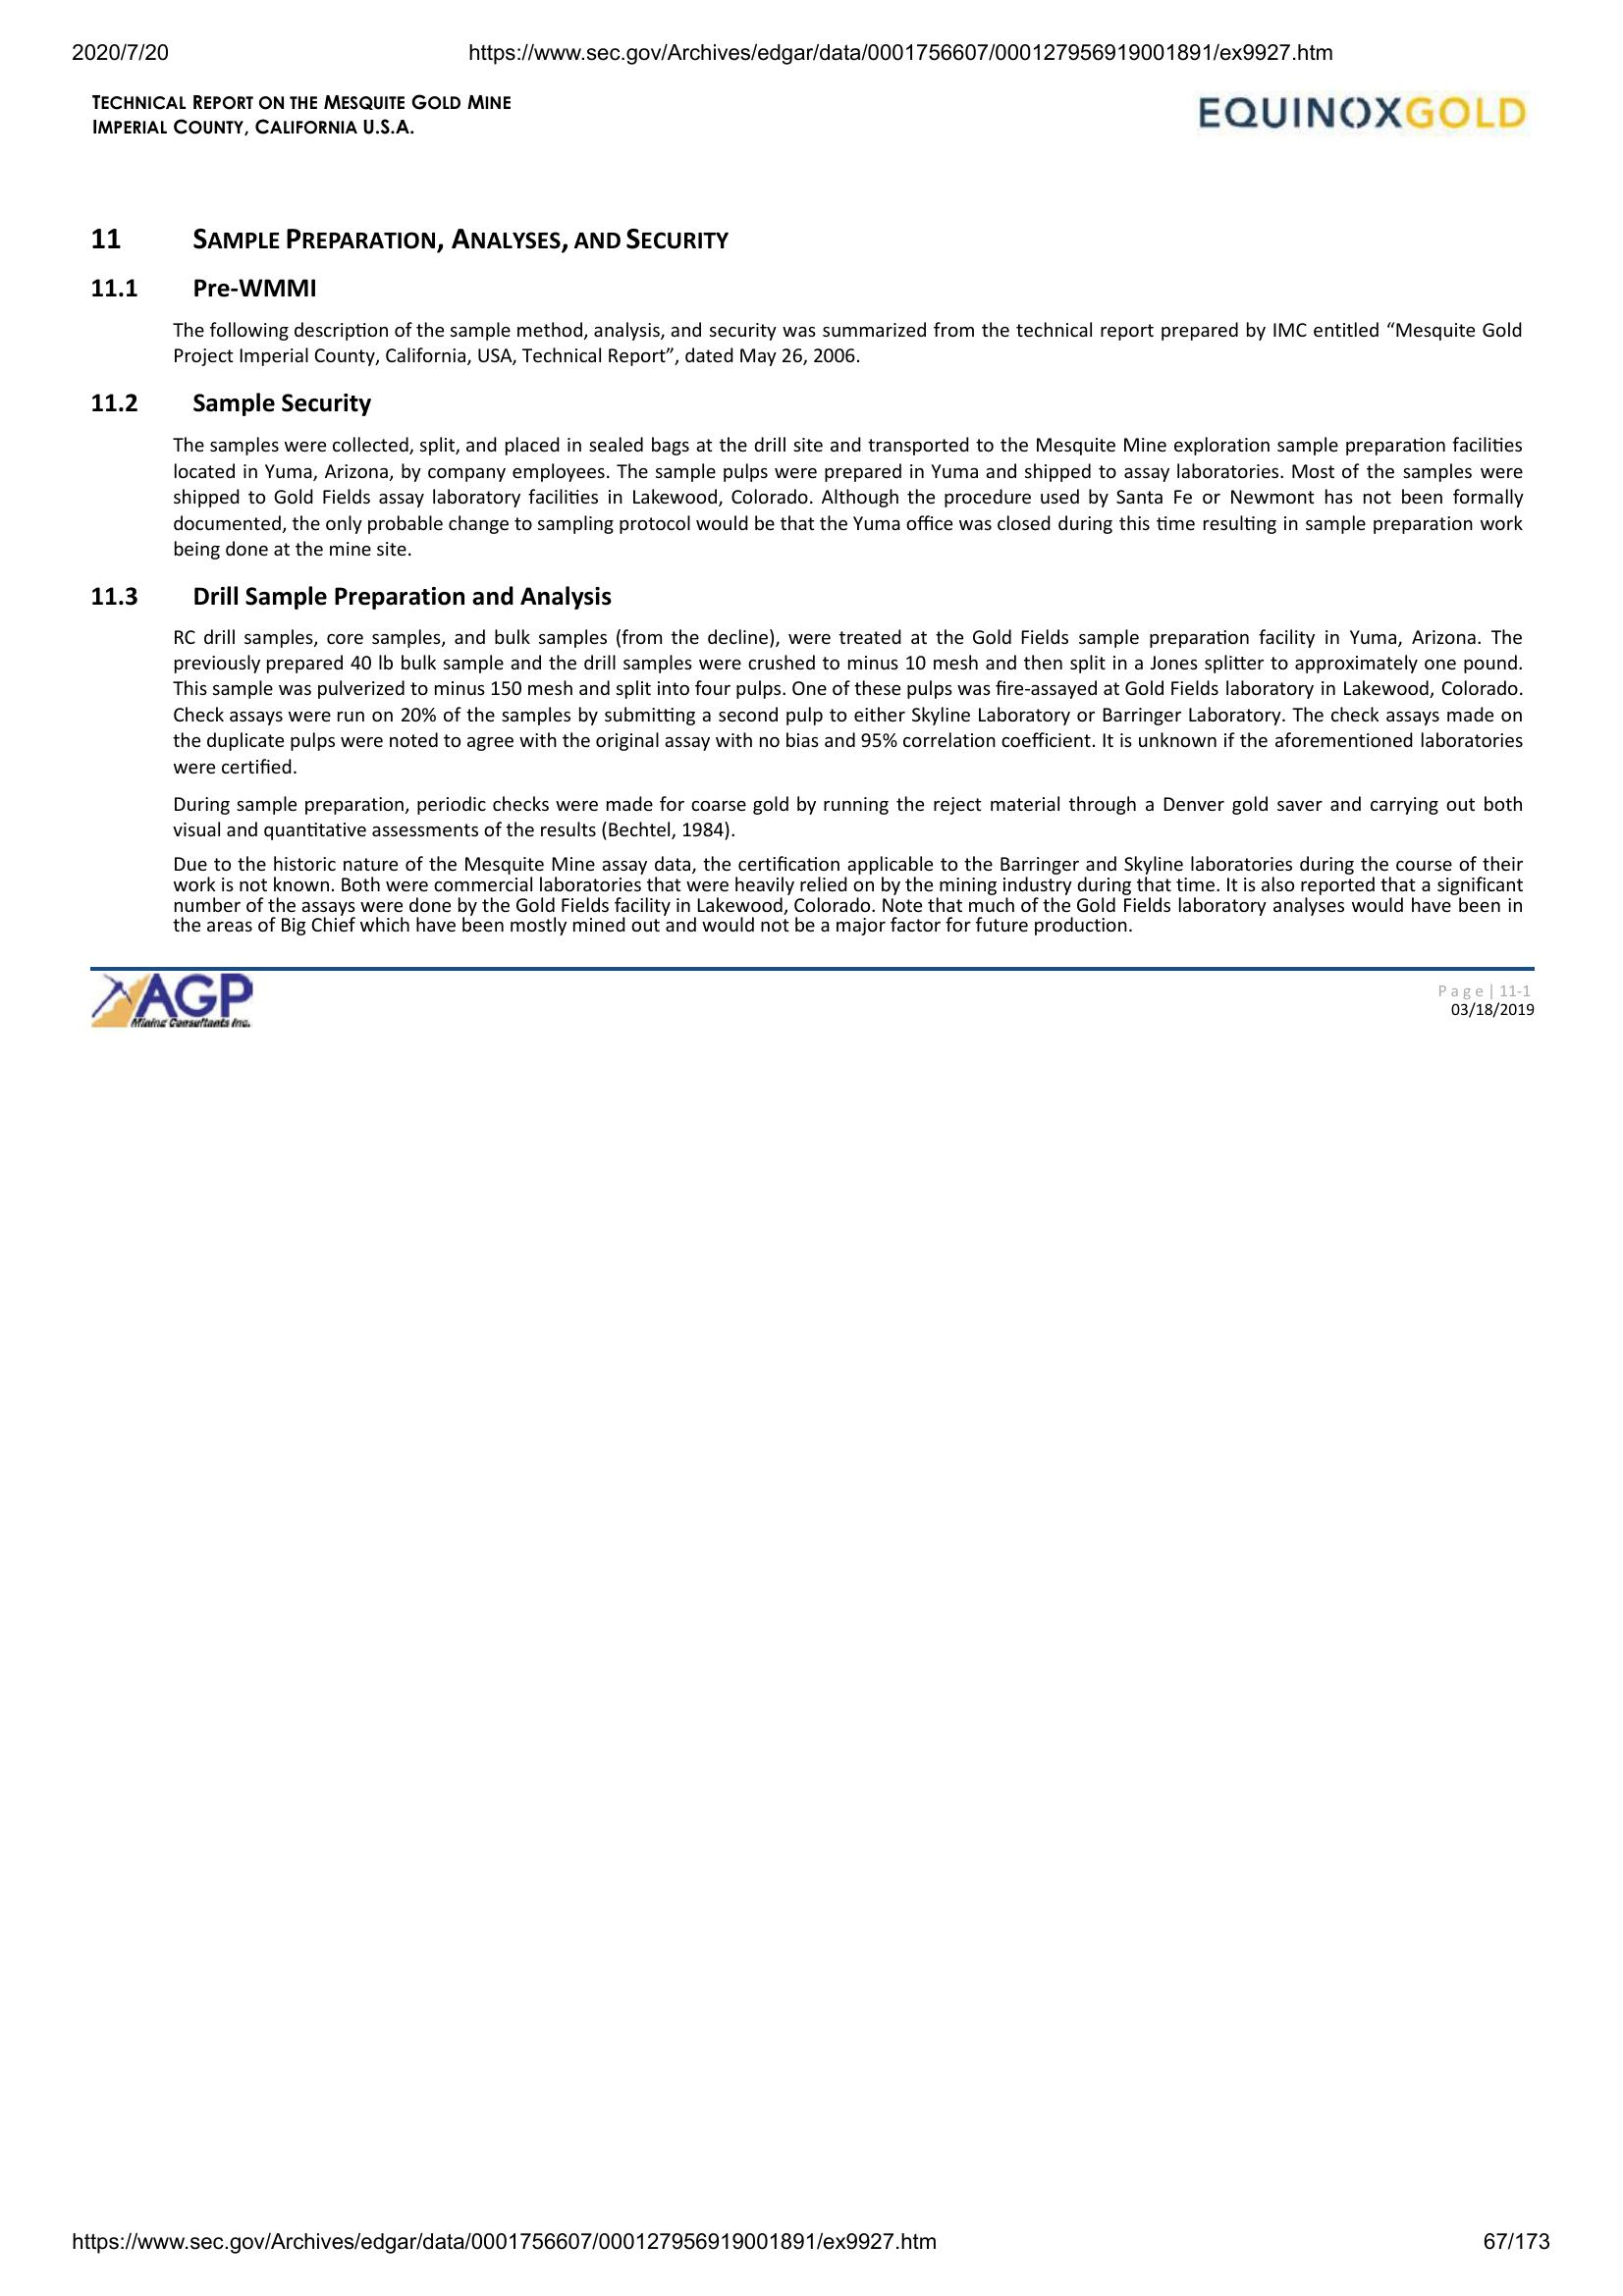 2020/7/20 https://www.sec.gov/Archives/edgar/data/0001756607/000127956919001891/ex9927.htm
TECHNICAL REPORT ON THE MESQUITE GOLD MINE
IMPERIAL COUNTY, CALIFORNIA U.S.A.
EQUINOXGOLD
11 SAMPLE PREPARATION, ANALYSES, AND SECURITY
11.1 Pre-WMMI
The following description of the sample method, analysis, and security was summarized from the technical report prepared by IMC entitled “Mesquite Gold
Project Imperial County, California, USA, Technical Report”, dated May 26, 2006.
11.2 Sample Security
The samples were collected, split, and placed in sealed bags at the drill site and transported to the Mesquite Mine exploration sample preparation facilities
located in Yuma, Arizona, by company employees. The sample pulps were prepared in Yuma and shipped to assay laboratories. Most of the samples were
shipped to Gold Fields assay laboratory facilities in Lakewood, Colorado. Although the procedure used by Santa Fe or Newmont has not been formally
documented, the only probable change to sampling protocol would be that the Yuma office was closed during this time resulting in sample preparation work
being done at the mine site.
11.3 Drill Sample Preparation and Analysis
RC drill samples, core samples, and bulk samples (from the decline), were treated at the Gold Fields sample preparation facility in Yuma, Arizona. The
previously prepared 40 lb bulk sample and the drill samples were crushed to minus 10 mesh and then split in a Jones splitter to approximately one pound.
This sample was pulverized to minus 150 mesh and split into four pulps. One of these pulps was fire-assayed at Gold Fields laboratory in Lakewood, Colorado.
Check assays were run on 20% of the samples by submitting a second pulp to either Skyline Laboratory or Barringer Laboratory. The check assays made on
the duplicate pulps were noted to agree with the original assay with no bias and 95% correlation coefficient. It is unknown if the aforementioned laboratories
were certified.
During sample preparation, periodic checks were made for coarse gold by running the reject material through a Denver gold saver and carrying out both
visual and quantitative assessments of the results (Bechtel, 1984).
Due to the historic nature of the Mesquite Mine assay data, the certification applicable to the Barringer and Skyline laboratories during the course of their
work is not known. Both were commercial laboratories that were heavily relied on by the mining industry during that time. It is also reported that a significant
number of the assays were done by the Gold Fields facility in Lakewood, Colorado. Note that much of the Gold Fields laboratory analyses would have been in
the areas of Big Chief which have been mostly mined out and would not be a major factor for future production.
AGP
Mining Consultants Inc.
Page | 11-1
03/18/2019
https://www.sec.gov/Archives/edgar/data/0001756607/000127956919001891/ex9927.htm 67/173